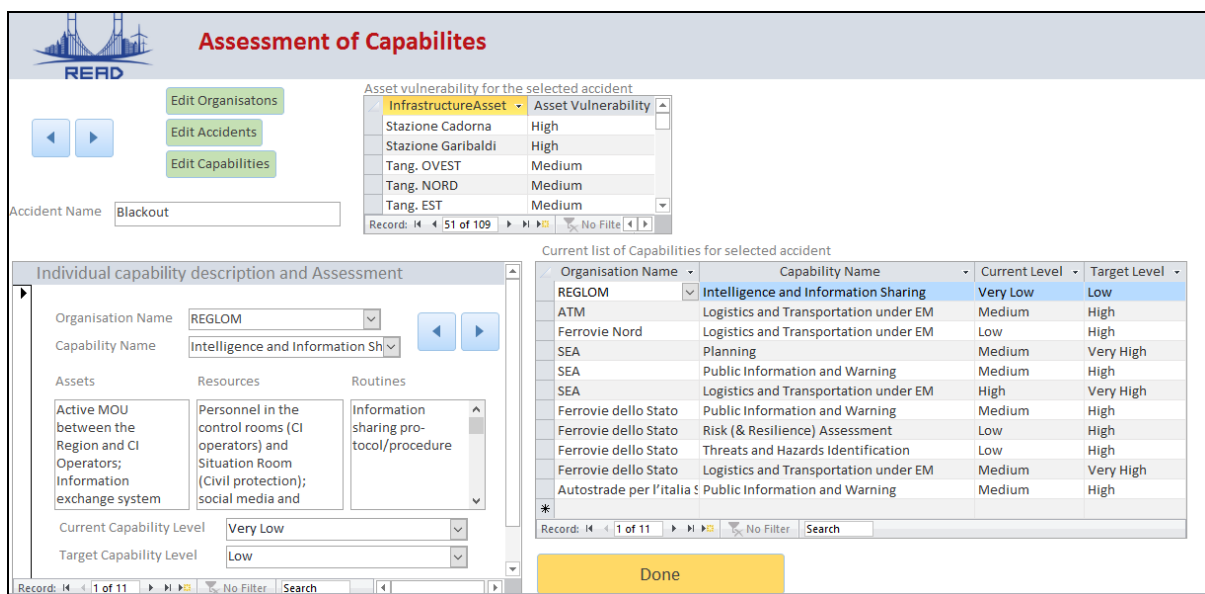 READ
Assessment of Capabilites
Edit Organisatons
Edit Accidents
Edit Capabilities
Accident Name Blackout
Asset vulnerability for the selected accident
InfrastructureAsset Asset Vulnerability
Stazione Cadorna High
Stazione Garibaldi High
Tang. OVEST Medium
Tang. NORD Medium
Tang. EST Medium
Record: 51 of 109 No Filte
Individual capability description and Assessment
Organisation Name REGLOM
Capability Name Intelligence and Information Sh
Assets Resources Routines
Active MOU
between the
Region and CI
Operators;
Information
exchange system
Personnel in the
control rooms (CI
operators) and
Situation Room
(Civil protection);
social media and
Information
sharing pro-
tocol/procedure
Current Capability Level Very Low
Target Capability Level Low
Record: 1 of 11 No Filter Search
Current list of Capabilities for selected accident
Organisation Name Capability Name Current Level Target Level
REGLOM Intelligence and Information Sharing Very Low Low
ATM Logistics and Transportation under EM Medium High
Ferrovie Nord Logistics and Transportation under EM Low High
SEA Planning Medium Very High
SEA Public Information and Warning Medium High
SEA Logistics and Transportation under EM High Very High
Ferrovie dello Stato Public Information and Warning Medium High
Ferrovie dello Stato Risk (& Resilience) Assessment Low High
Ferrovie dello Stato Threats and Hazards Identification Low High
Ferrovie dello Stato Logistics and Transportation under EM Medium Very High
Autostrade per l'italia S Public Information and Warning Medium High
Record: 1 of 11 No Filter Search
Done